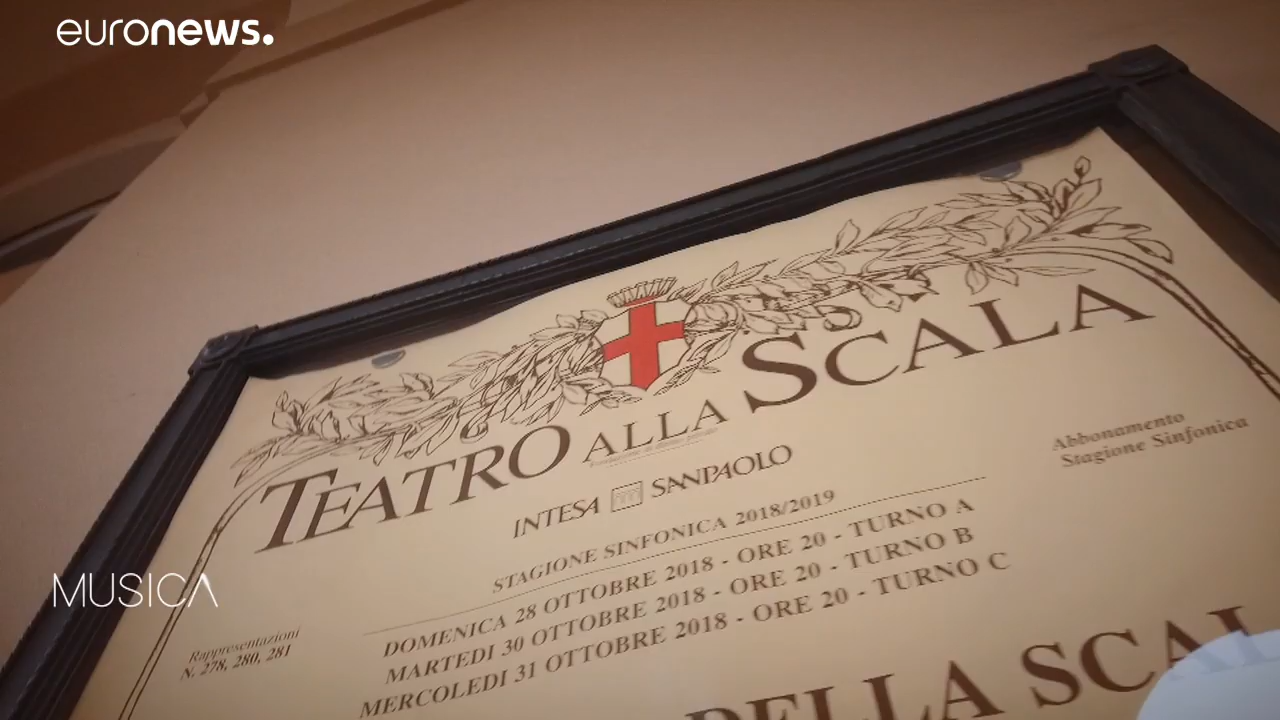 euronews.
TEATRO ALLA SCALA
INTESA SANPAOLO
Abbonamento
Stagione Sinfonica
STAGIONE SINFONICA 2018/2019
DOMENICA 28 OTTOBRE 2018 - ORE 20 - TURNO A
MARTEDI 30 OTTOBRE 2018 - ORE 20 - TURNO B
MERCOLEDI 31 OTTOBRE 2018 - ORE 20 - TURNO C
Rappresentazioni
N. 278, 280, 281
MUSICA